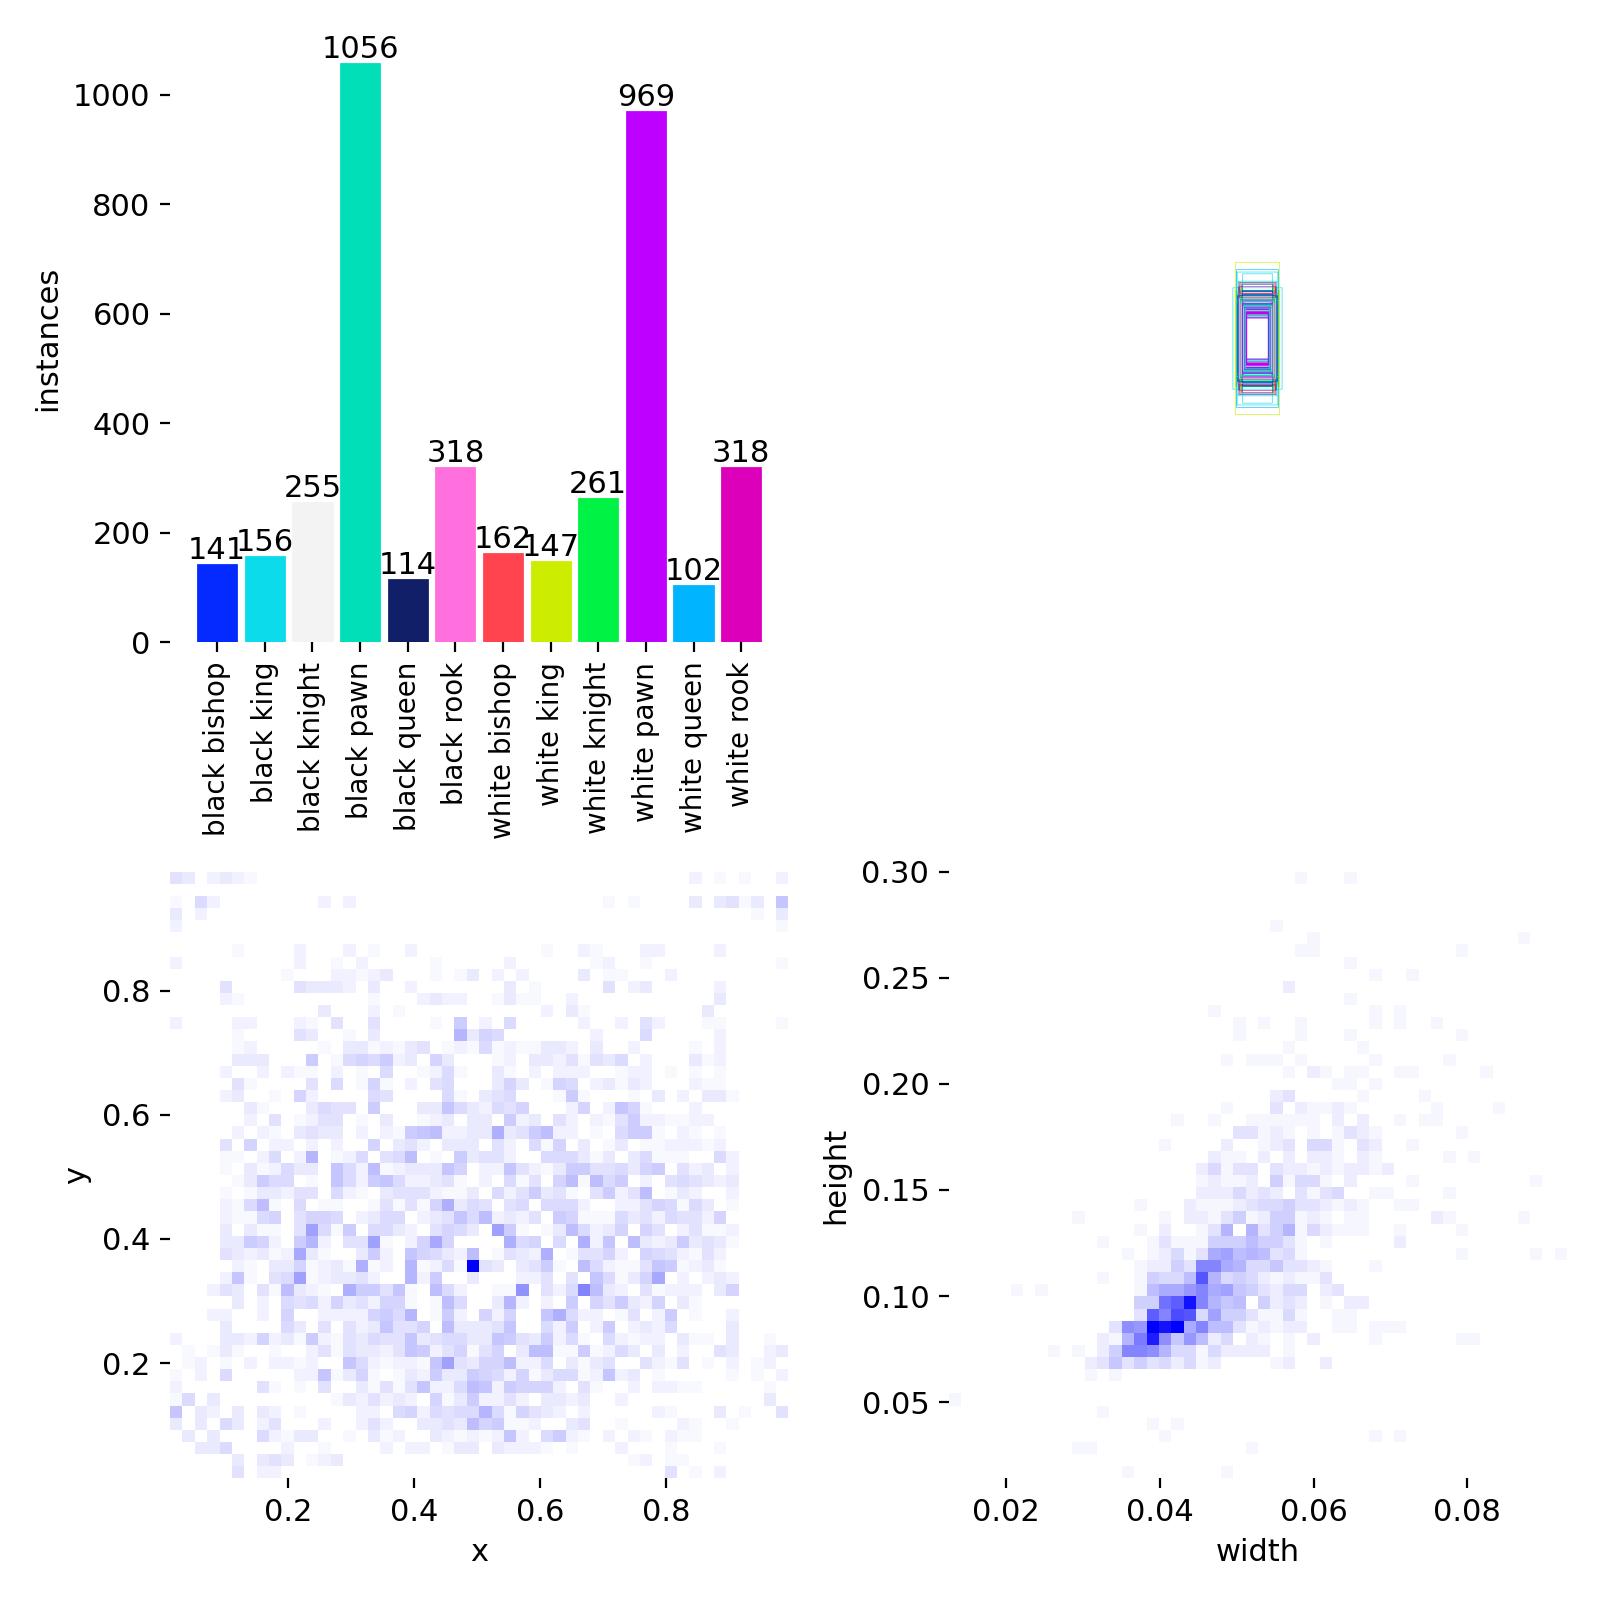 1056
1000
969
800
instances
600
400
318
318
255
261
200
141
156
162
147
114
102
0
black bishop
black king
black knight
black pawn
black queen
black rook
white bishop
white king
white knight
white pawn
white queen
white rook
0.8
0.6
y
0.4
0.2
0.2
0.4
0.6
0.8
x
0.30
0.25
0.20
height
0.15
0.10
0.05
0.02
0.04
0.06
0.08
width